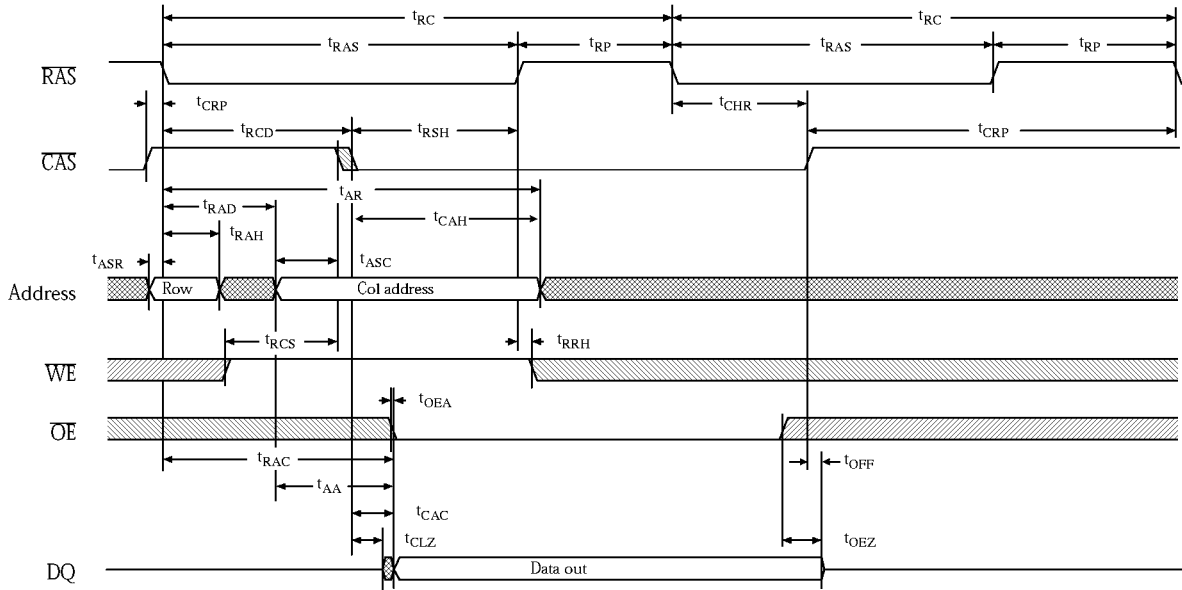 tRC tRC
tRAS tRP tRAS tRP
RAS
tCRP tCHR
tRCD tRSH tCRP
CAS
tAR
tRAD tCAH
tRAH
tASR tASC
Address Row Col address
tRCS tRRH
WE
tOEA
OE
tRAC tOFF
tAA
tCAC
tCLZ tOEZ
DQ Data out